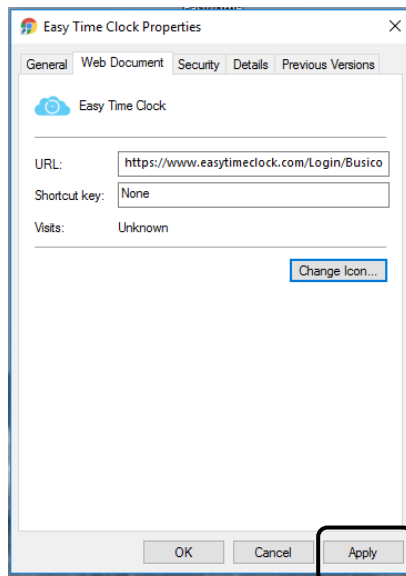 Easy Time Clock Properties
General Web Document Security Details Previous Versions
Easy Time Clock
URL: https://www.easytimeclock.com/Login/Busico
Shortcut key: None
Visits: Unknown
Change Icon...
OK Cancel Apply